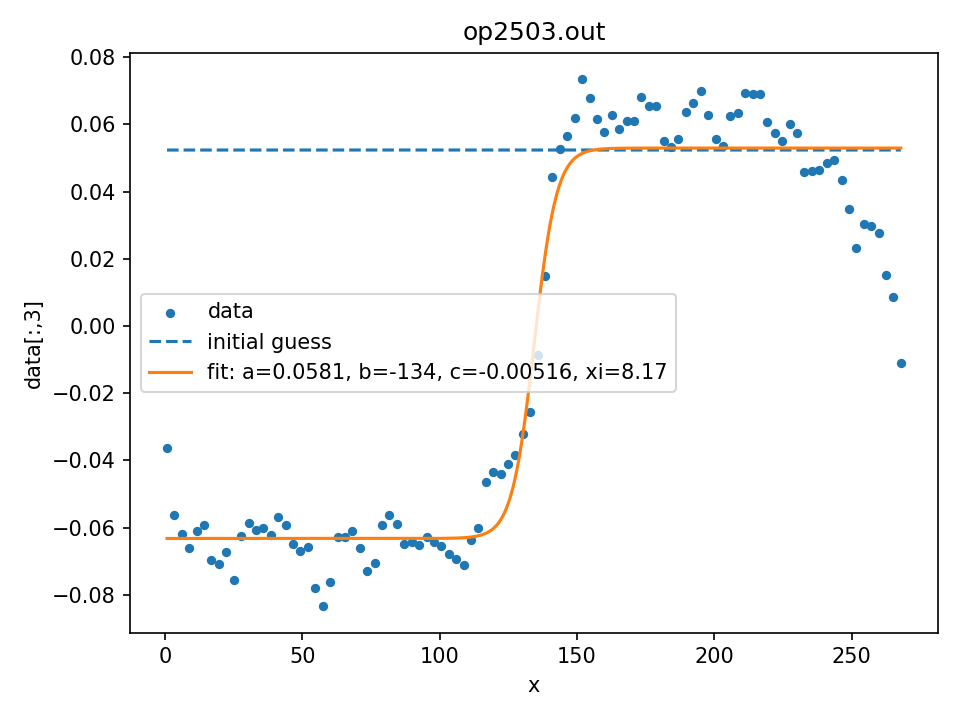 op2503.out
data[:,3]
0.08
0.06
0.04
0.02
0.00
−0.02
−0.04
−0.06
−0.08
data
initial guess
fit: a=0.0581, b=-134, c=-0.00516, xi=8.17
0 50 100 150 200 250
x